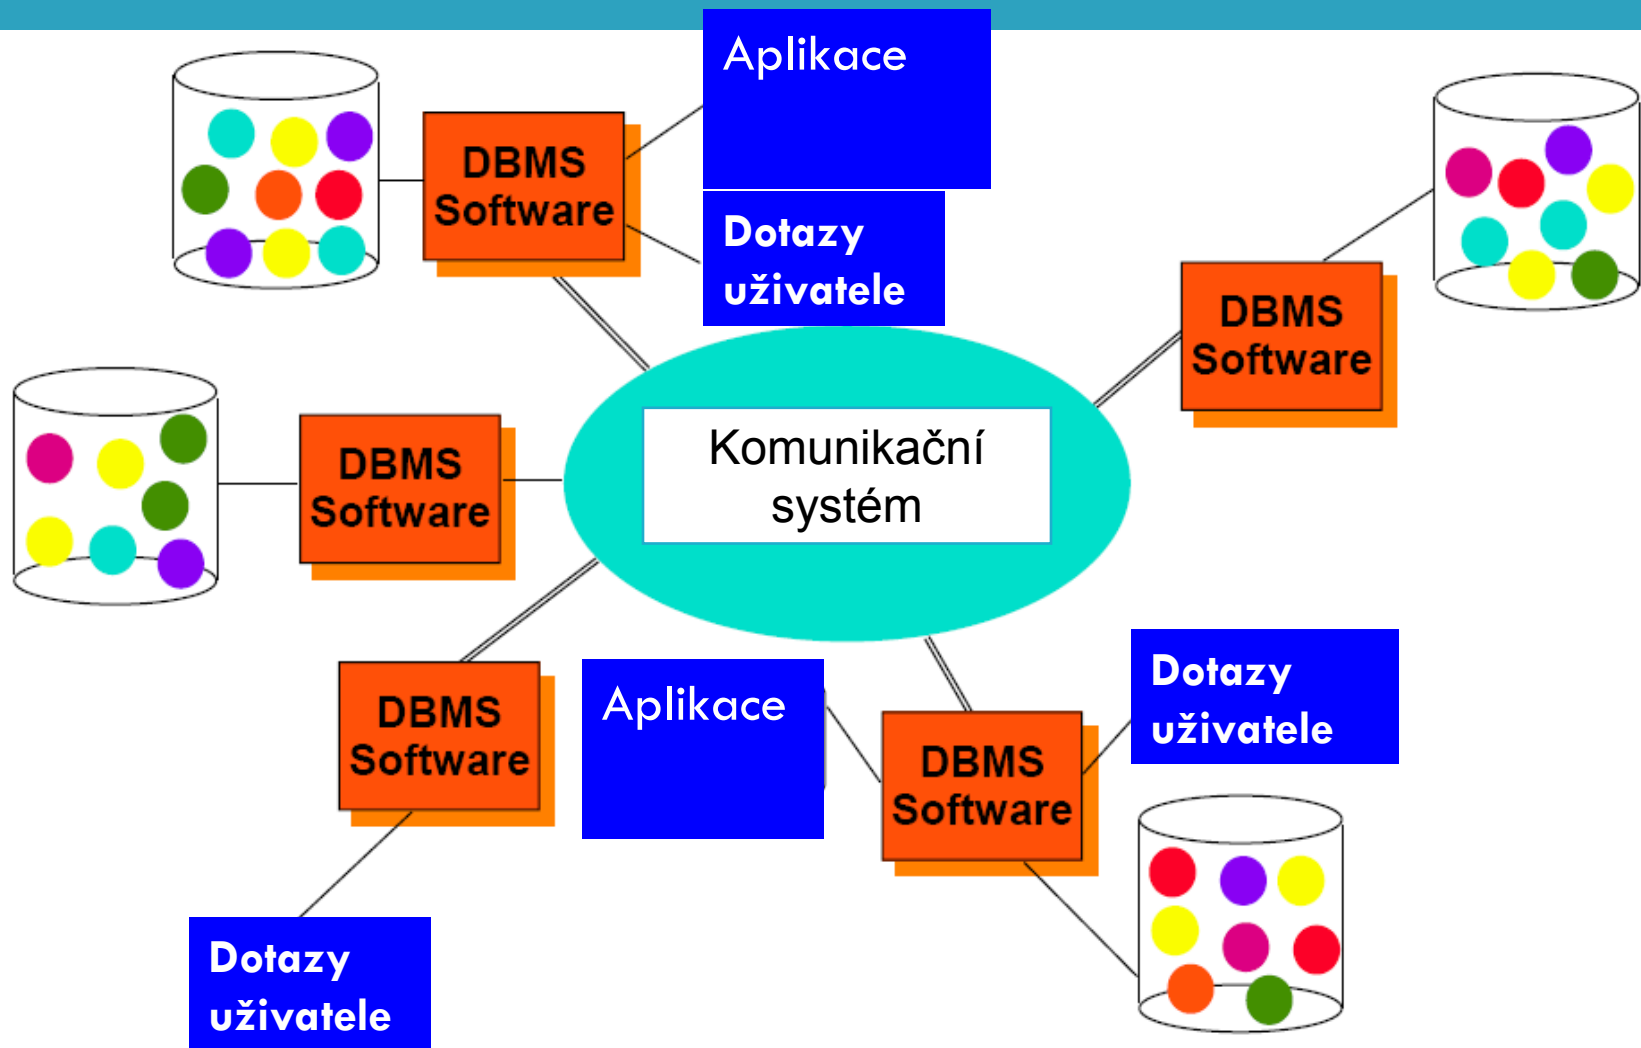 Aplikace
DBMS
Software
Dotazy
uživatele
DBMS
Software
Komunikační
systém
DBMS
Software
Dotazy
uživatele
Aplikace
DBMS
Software
DBMS
Software
Dotazy
uživatele